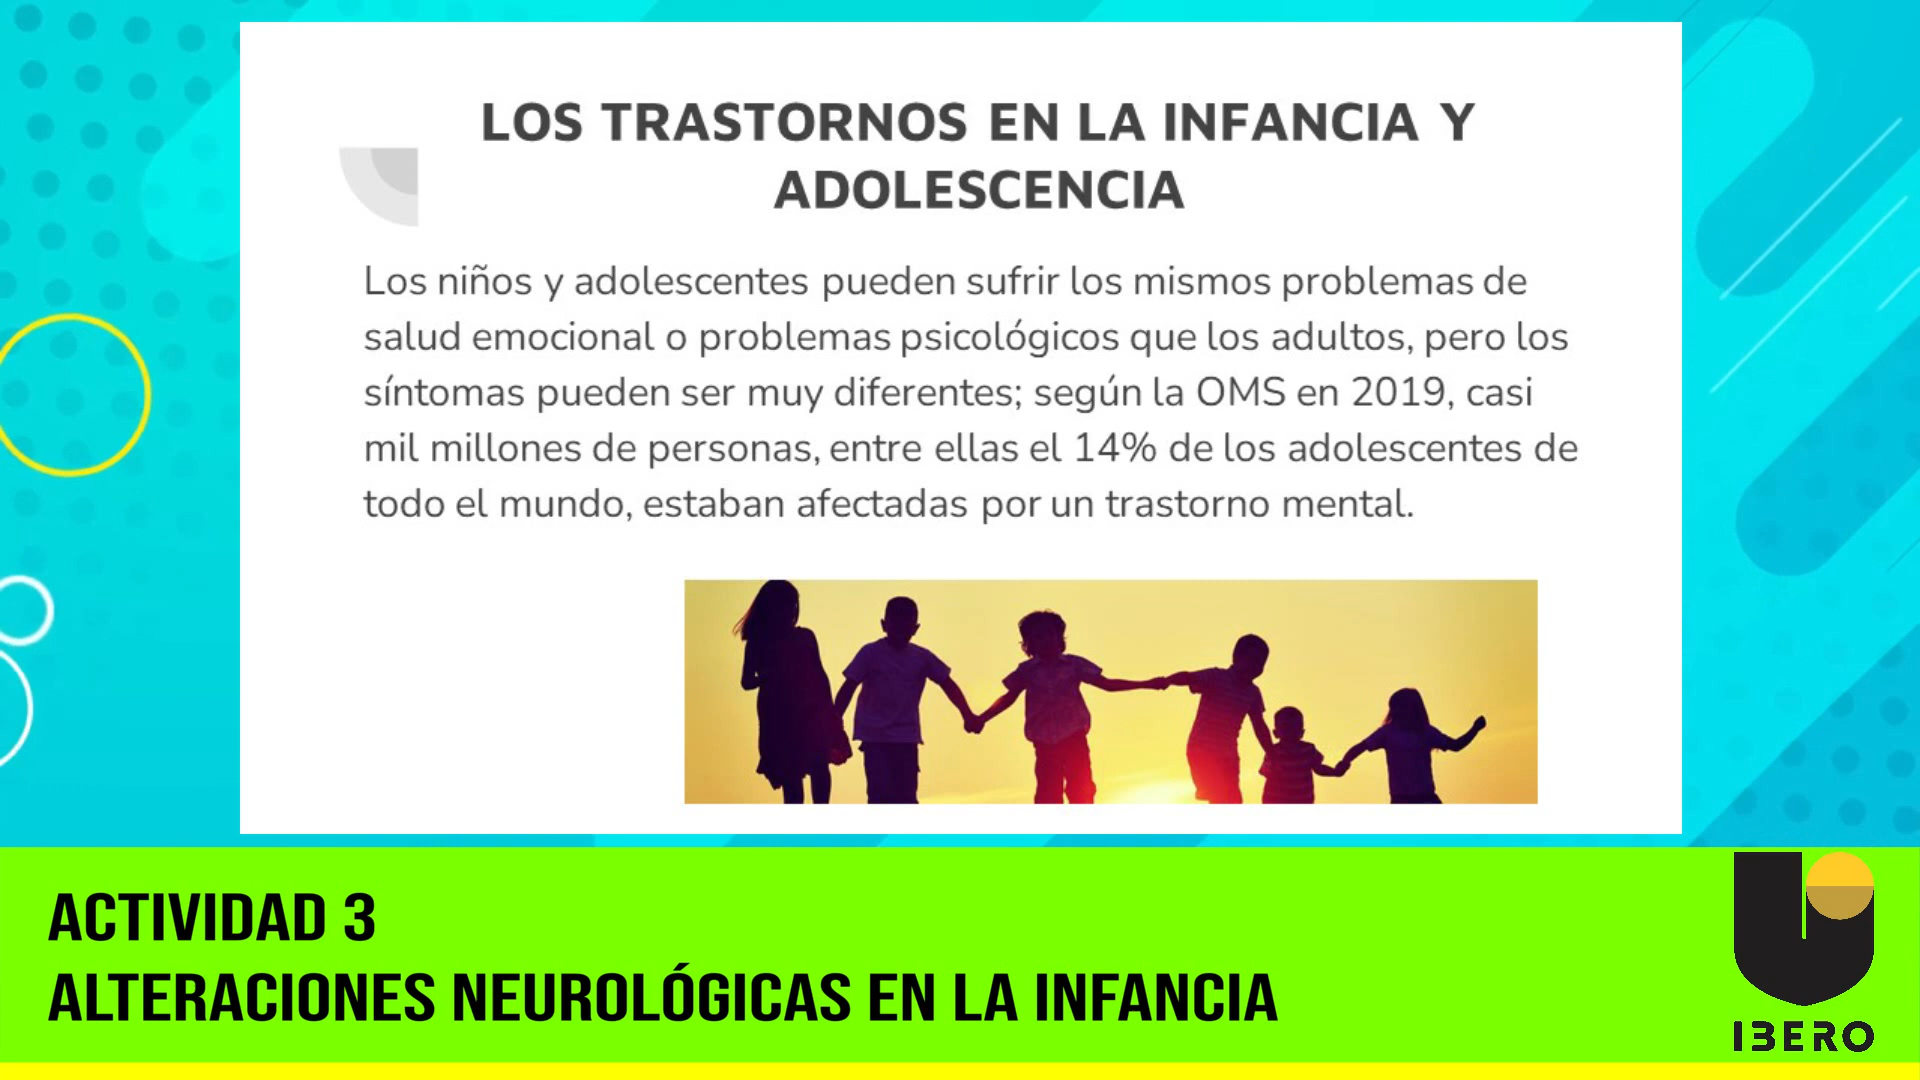 LOS TRASTORNOS EN LA INFANCIA Y
ADOLESCENCIA
Los niños y adolescentes pueden sufrir los mismos problemas de
salud emocional o problemas psicológicos que los adultos, pero los
síntomas pueden ser muy diferentes; según la OMS en 2019, casi
mil millones de personas, entre ellas el 14% de los adolescentes de
todo el mundo, estaban afectadas por un trastorno mental.
ACTIVIDAD 3
ALTERACIONES NEUROLÓGICAS EN LA INFANCIA
IBERO